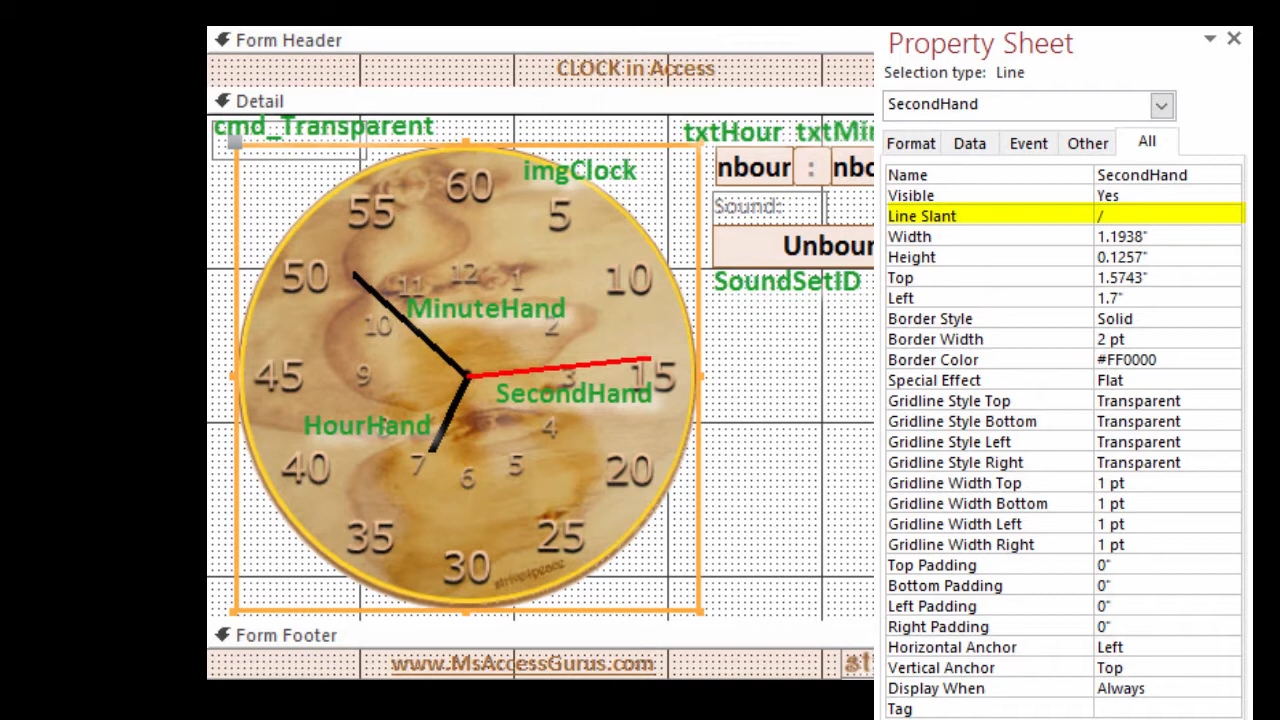 Form Header
CLOCK in Access
Detail
cmd_Transparent
txtHour txtMin
imgClock
nbour : nbo
Sound:
Unbour
SoundSetID
60
55
5
50
10
12
11
1
MinuteHand
10
2
45
9
3
15
SecondHand
HourHand
4
7
5
6
40
20
35
25
30
strive4peace
Form Footer
www.MsAccessGurus.com
st
Property Sheet
Selection type: Line
SecondHand
Format Data Event Other All
Name SecondHand
Visible Yes
Line Slant /
Width 1.1938"
Height 0.1257"
Top 1.5743"
Left 1.7"
Border Style Solid
Border Width 2 pt
Border Color #FF0000
Special Effect Flat
Gridline Style Top Transparent
Gridline Style Bottom Transparent
Gridline Style Left Transparent
Gridline Style Right Transparent
Gridline Width Top 1 pt
Gridline Width Bottom 1 pt
Gridline Width Left 1 pt
Gridline Width Right 1 pt
Top Padding 0"
Bottom Padding 0"
Left Padding 0"
Right Padding 0"
Horizontal Anchor Left
Vertical Anchor Top
Display When Always
Tag